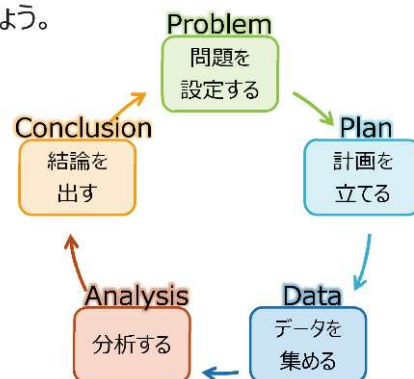 よう。
Problem
問題を
設定する
Plan
計画を
立てる
Data
データを
集める
Analysis
分析する
Conclusion
結論を
出す